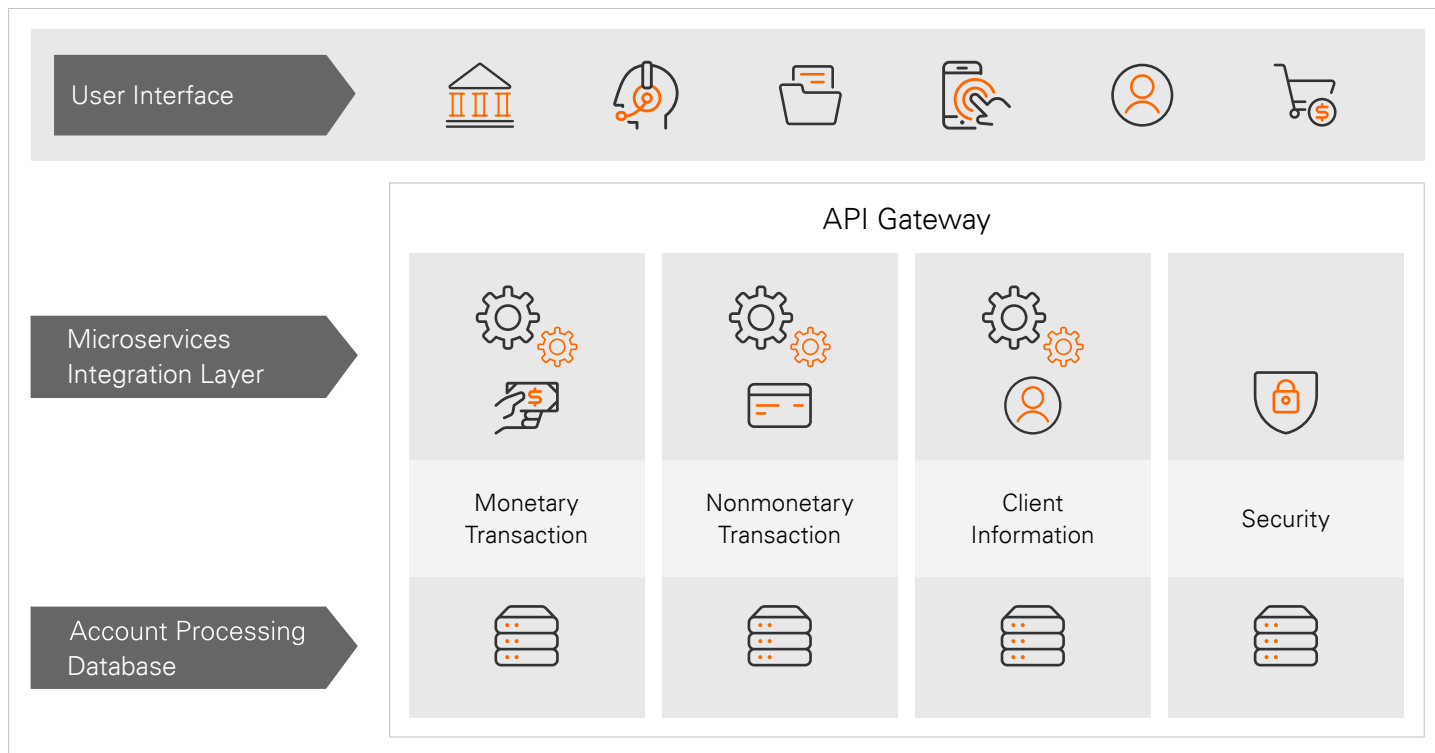 User Interface
API Gateway
Microservices
Integration Layer
Monetary
Transaction
Nonmonetary
Transaction
Client
Information
Security
Account Processing
Database